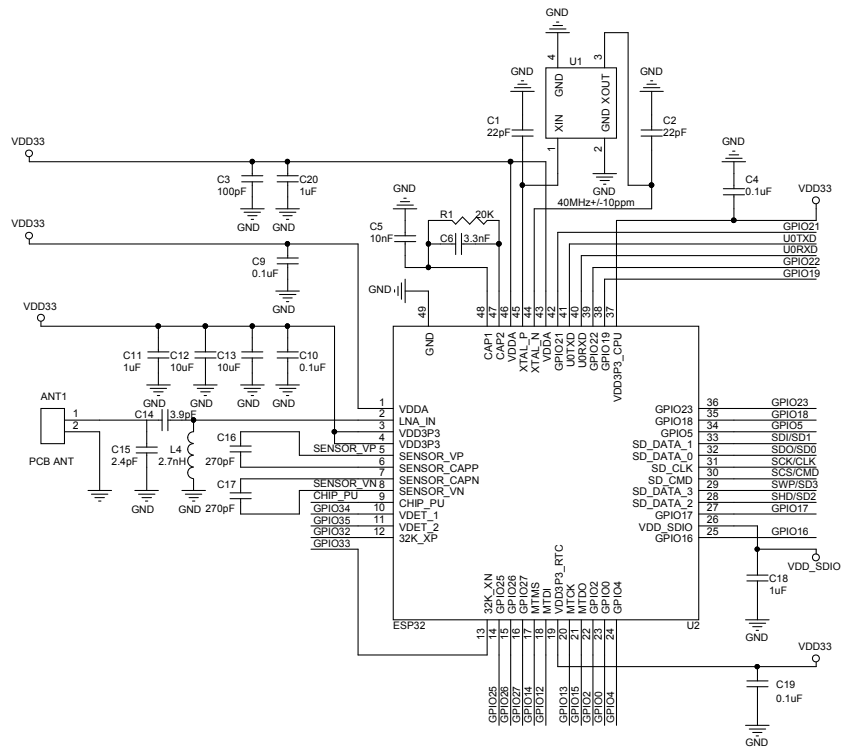 GND
4
3
U1
GND
GND
XOUT
XIN
GND
GND
C1
22pF
C2
22pF
1
2
GND
VDD33
C3
100pF
C20
1uF
GND
GND
GND
C4
0.1uF
VDD33
40MHz+/-10ppm
GND
C5
10nF
R1
20K
C6
3.3nF
GPIO21
U0TXD
U0RXD
GPIO22
GPIO19
VDD33
C9
0.1uF
GND
GND
49
48
47
46
45
44
43
42
41
40
39
38
37
GND
CAP1
CAP2
VDDA
XTAL_P
XTAL_N
VDDA
GPIO21
U0TXD
U0RXD
GPIO22
GPIO19
VDD3P3_CPU
VDD33
C11
1uF
C12
10uF
C13
10uF
C10
0.1uF
GND
GND
GND
GND
ANT1
1
2
PCB ANT
C14
3.9pF
C15
2.4pF
L4
2.7nH
GND
GND
C16
270pF
C17
270pF
SENSOR_VP
SENSOR_VN
CHIP_PU
GPIO34
GPIO35
GPIO32
GPIO33
1
2
3
4
5
6
7
8
9
10
11
12
VDDA
LNA_IN
VDD3P3
VDD3P3
SENSOR_VP
SENSOR_CAPP
SENSOR_CAPN
SENSOR_VN
CHIP_PU
VDET_1
VDET_2
32K_XP
GPIO23 36 GPIO23
GPIO18 35 GPIO18
GPIO5 34 GPIO5
SD_DATA_1 33 SDI/SD1
SD_DATA_0 32 SDO/SD0
SD_CLK 31 SCK/CLK
SD_CMD 30 SCS/CMD
SD_DATA_3 29 SWP/SD3
SD_DATA_2 28 SHD/SD2
GPIO17 27 GPIO17
VDD_SDIO 26
GPIO16 25 GPIO16
VDD_SDIO
C18
1uF
GND
32K_XN
GPIO25
GPIO26
GPIO27
MTMS
MTDI
VDD3P3_RTC
MTCK
MTDO
GPIO2
GPIO0
GPIO4
ESP32
U2
13
14
15
16
17
18
19
20
21
22
23
24
GPIO25
GPIO26
GPIO27
GPIO14
GPIO12
GPIO13
GPIO15
GPIO2
GPIO0
GPIO4
VDD33
C19
0.1uF
GND